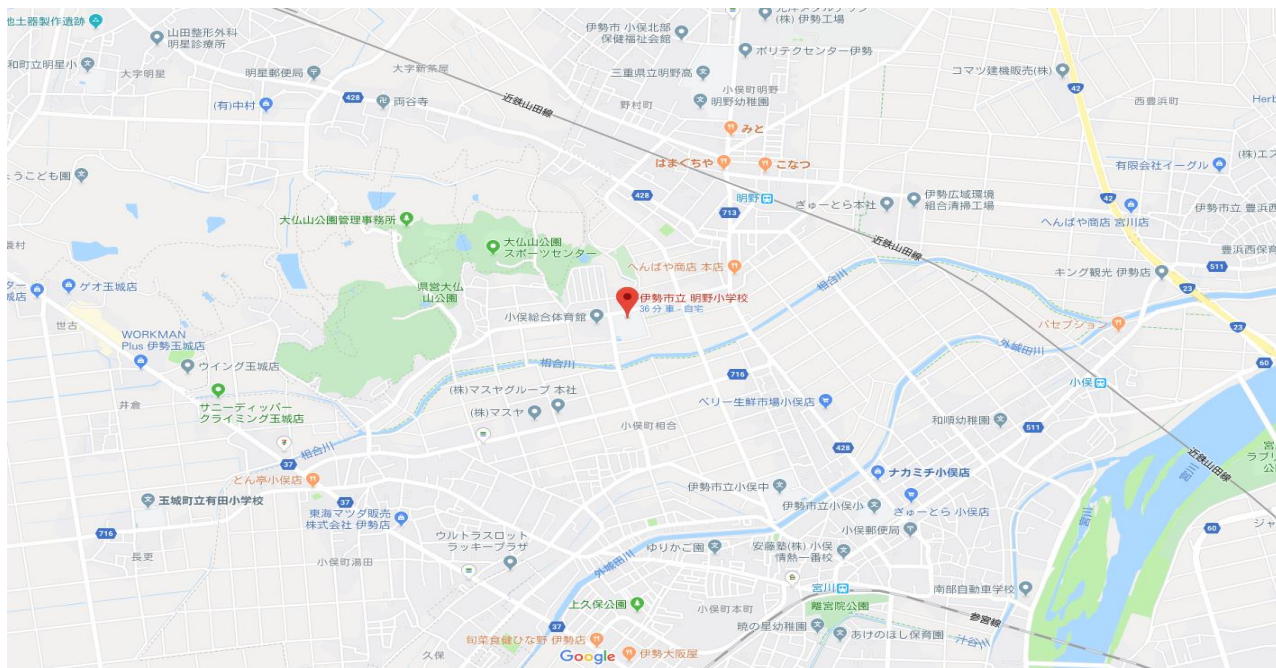 地土器製作遺跡
山田整形外科
明星診療所
和町立明星小
大字明星
明星郵便局
大字新茶屋
428
両谷寺
(有)中村
近鉄山田線
伊勢市 小俣北部
保健福祉会館
(株) 伊勢工場
ポリテクセンター伊勢
三重県立明野高
小俣町明野
明野幼稚園
野村町
みと
はまぐちや
こなつ
コマツ建機販売(株)
42
西豊浜町
Herb
(株)エス
有限会社イーグル
42
へんばや商店 宮川店
伊勢市立 豊浜西
豊浜西保育
511
キング観光 伊勢店
23
パセプション
23
60
ようこども園
大仏山公園管理事務所
大仏山公園
スポーツセンター
県営大仏
山公園
428
713
明野
ぎゅーとら本社
伊勢広域環境
組合清掃工場
近鉄山田線
へんばや商店 本店
相合川
伊勢市立 明野小学校
36 分 車 - 自宅
小俣総合体育館
外城田川
小俣
ゲオ玉城店
城店
世古
WORKMAN
Plus 伊勢玉城店
ウイング玉城店
井倉
サニーディッパー
クライミング玉城店
相合川
(株)マスヤグループ 本社
(株)マスヤ
小俣町相合
716
ベリー生鮮市場小俣店
和順幼稚園
511
428
近鉄山田線
宮川
相合川
37
とん亭小俣店
玉城町立有田小学校
37
東海マツダ販売
株式会社 伊勢店
716
長更
小俣町湯田
ウルトラスロット
ラッキープラザ
ナカミチ小俣店
伊勢市立小俣中
伊勢市立小俣小
ぎゅーとら 小俣店
小俣郵便局
安藤塾(株) 小俣
情熱一番校
ゆりかご園
外城田川
宮川
60
宮川
離宮院公園
南部自動車学校
参宮線
汁谷川
上久保公園
小俣町本町
暁の星幼稚園
あけのほし保育園
37
久保
旬菜食健ひな野 伊勢店
Google
伊勢大阪屋